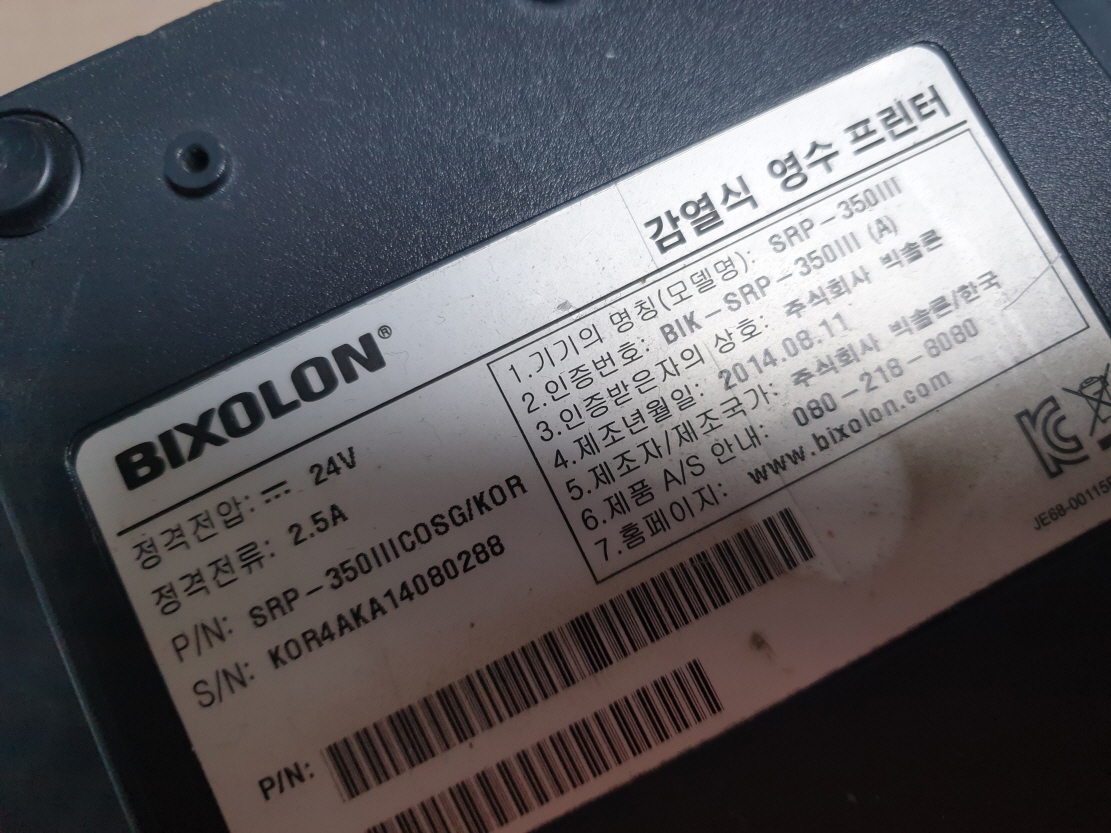 감열식 영수 프린터
BIXOLON®
정격전압: 24V
정격전류: 2.5A
P/N: SRP-350IIICOSG/KOR
S/N: KOR4AKA14080288
1.기기의 명칭(모델명): SRP-350III
2.인증번호: BIK-SRP-350III (A)
3.인증받은자의 상호: 주식회사 빅솔론
4.제조년월일: 2014.08.11
5.제조자/제조국가: 주식회사 빅솔론/한국
6.제품 A/S 안내: 080-218-8080
7.홈페이지: www.bixolon.com
P/N: